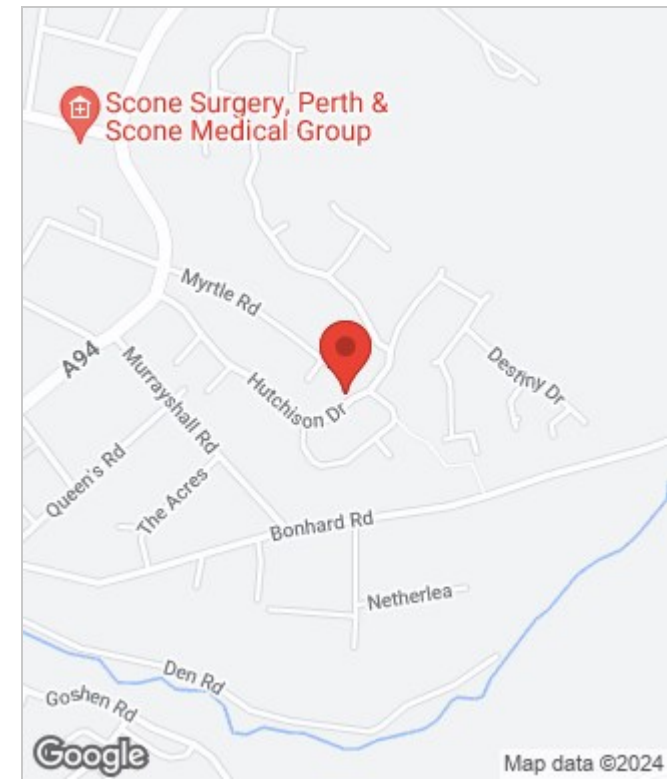 Scone Surgery, Perth &
Scone Medical Group
Myrtle Rd
A94
Murrayshall Rd
Hutchison Dr
Destiny Dr
Queen's Rd
The Acres
Bonhard Rd
Netherlea
Den Rd
Goshen Rd
Google
Map data ©2024